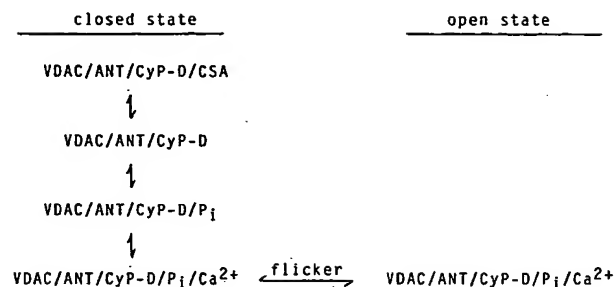 closed state open state
VDAC/ANT/CyP-D/CSA
VDAC/ANT/CyP-D
VDAC/ANT/CyP-D/Pi
VDAC/ANT/CyP-D/Pi/Ca2+ flicker VDAC/ANT/CyP-D/Pi/Ca2+